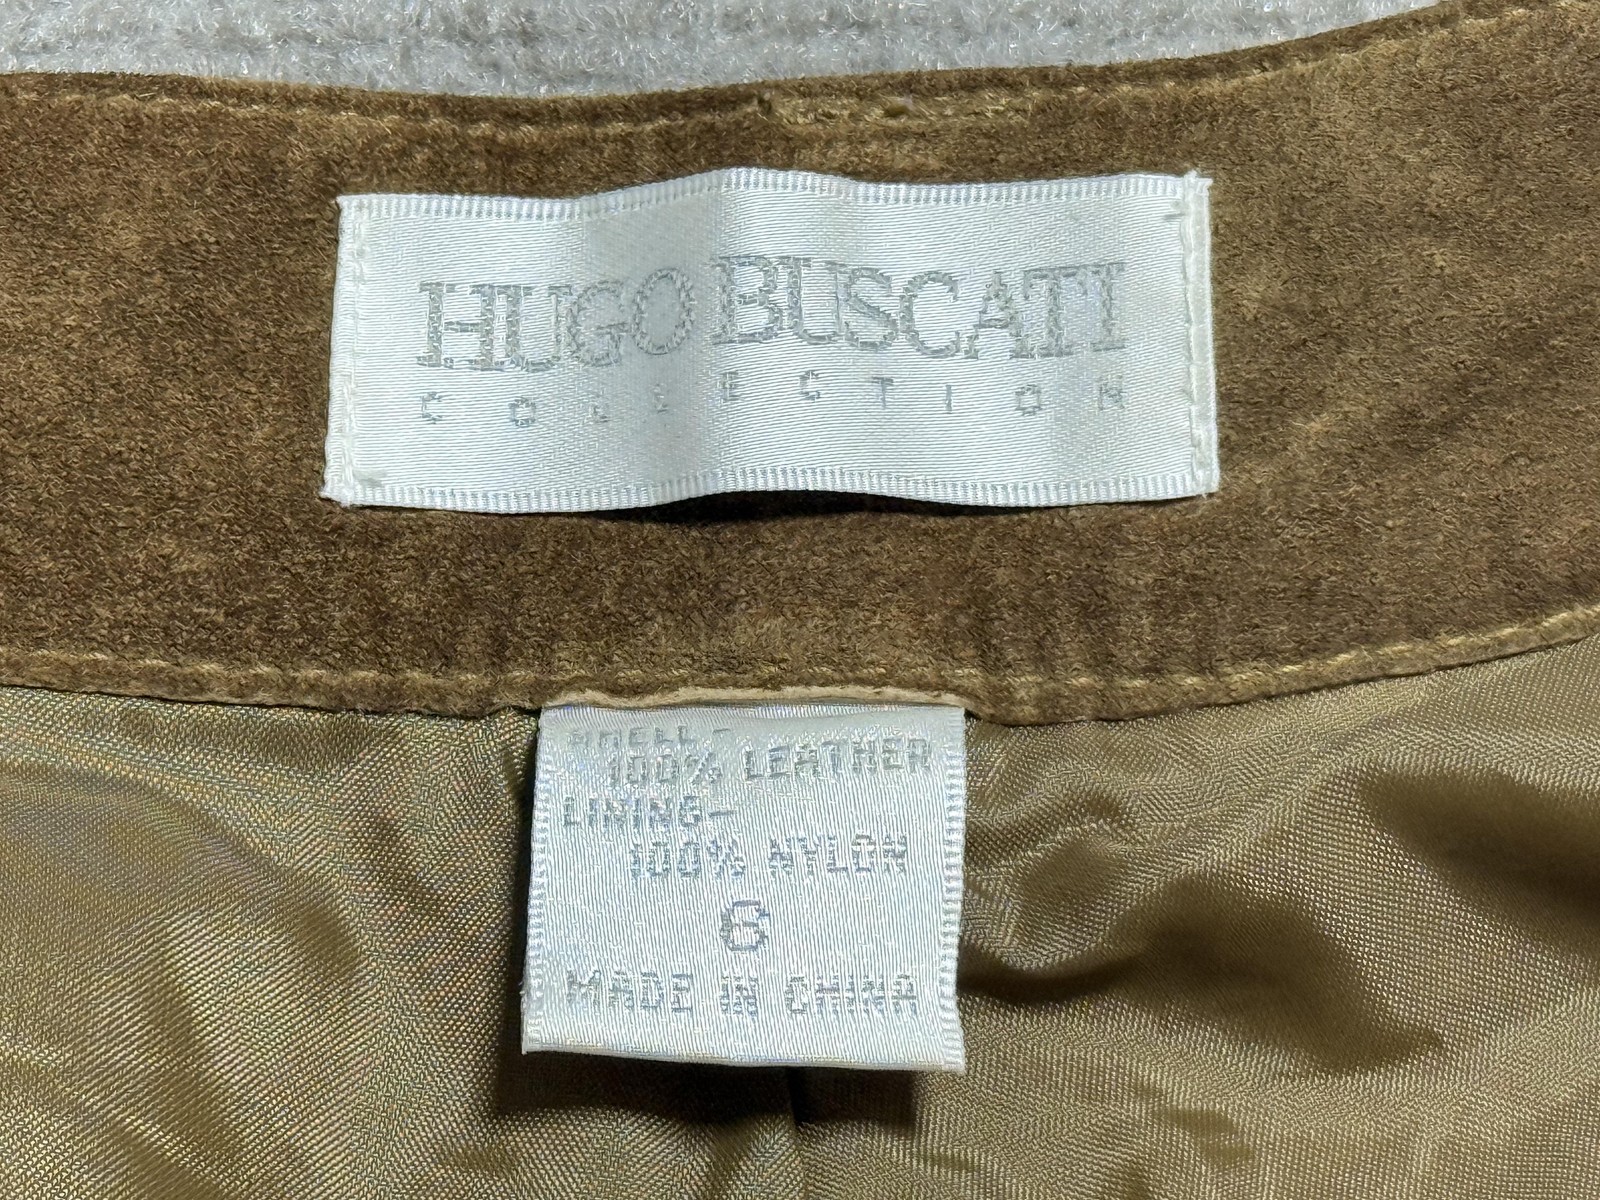 HUGO BUSCATI
COLLECTION
SHELL-
100% LEATHER
LINING-
100% NYLON
6
MADE IN CHINA